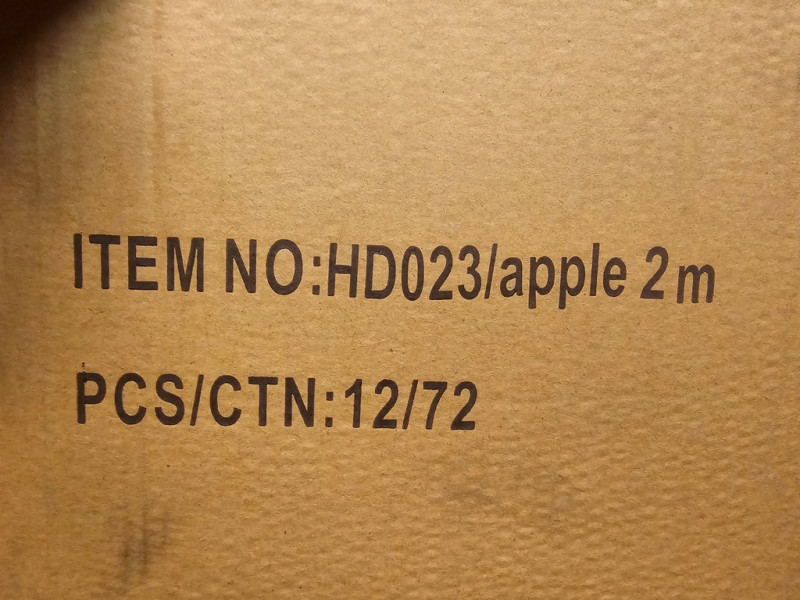 ITEM NO:HD023/apple 2m
PCS/CTN:12/72